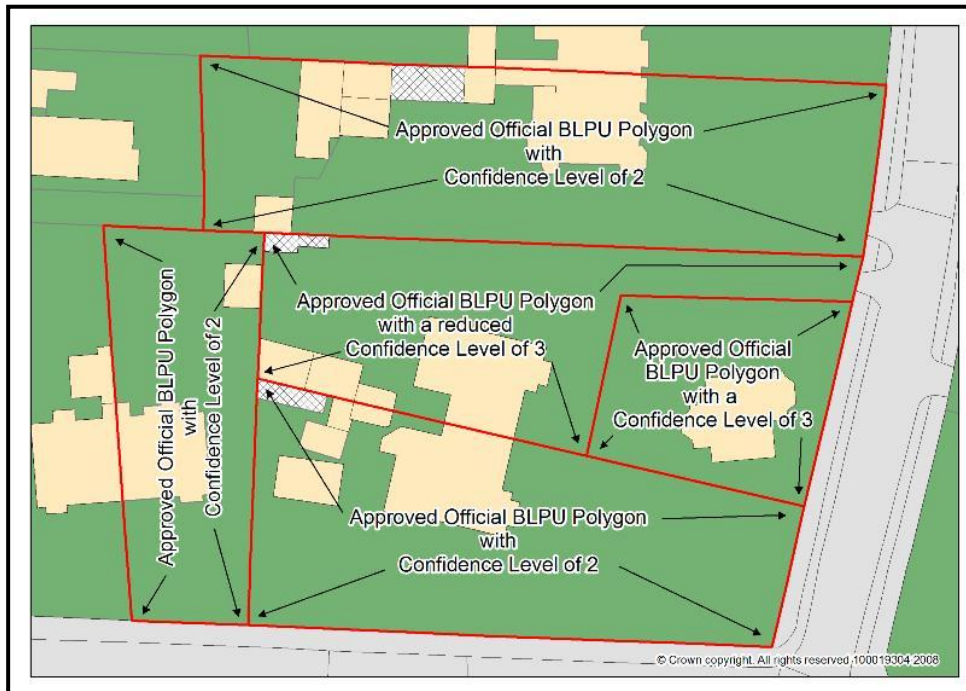 Approved Official BLPU Polygon
with
Confidence Level of 2
Approved Official BLPU Polygon
with
Confidence Level of 2
Approved Official BLPU Polygon
with a reduced
Confidence Level of 3
Approved Official
BLPU Polygon
with a
Confidence Level of 3
Approved Official BLPU Polygon
with
Confidence Level of 2
© Crown copyright. All rights reserved 100019304 2008